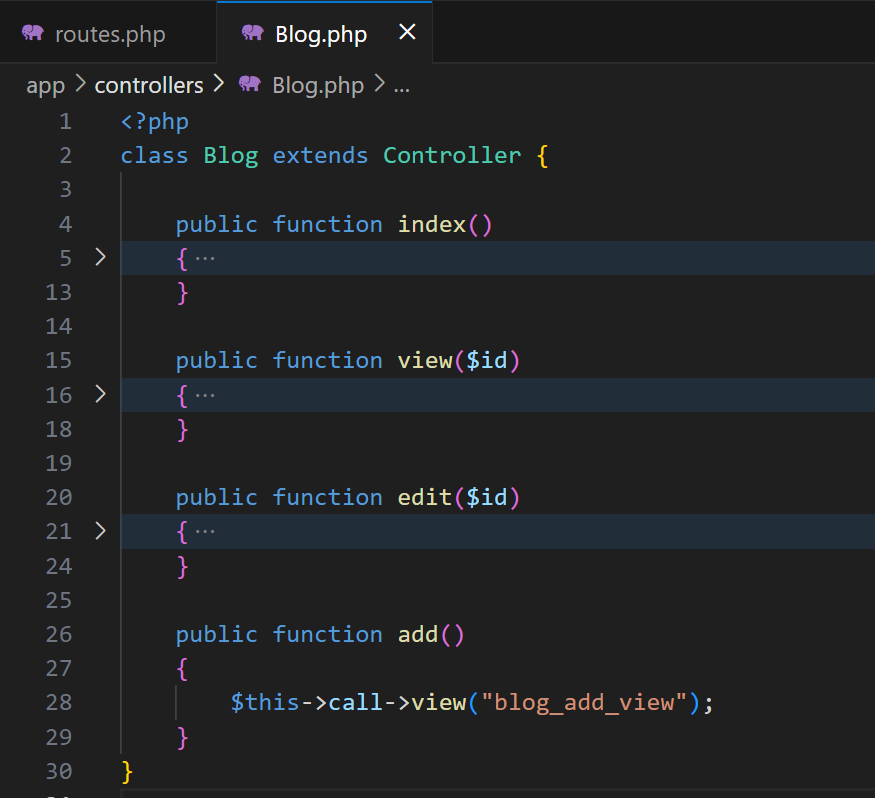 routes.php
Blog.php
app > controllers > Blog.php > ...
1 <?php
2 class Blog extends Controller {
3
4 public function index()
5 { ···
13 }
14
15 public function view($id)
16 { ···
18 }
19
20 public function edit($id)
21 { ···
24 }
25
26 public function add()
27 {
28 $this->call->view("blog_add_view");
29 }
30 }